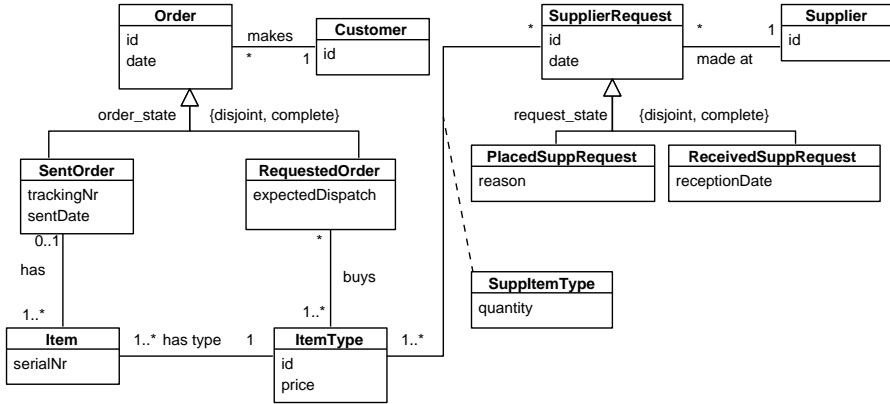 Order
id
date
makes
*
1
Customer
id
order_state
{disjoint, complete}
SentOrder
trackingNr
sentDate
RequestedOrder
expectedDispatch
0..1
has
1..*
*
buys
1..*
Item
serialNr
1..*
has type
1
ItemType
id
price
1..*
*
SupplierRequest
id
date
*
1
made at
Supplier
id
request_state
{disjoint, complete}
PlacedSuppRequest
reason
ReceivedSuppRequest
receptionDate
SuppItemType
quantity